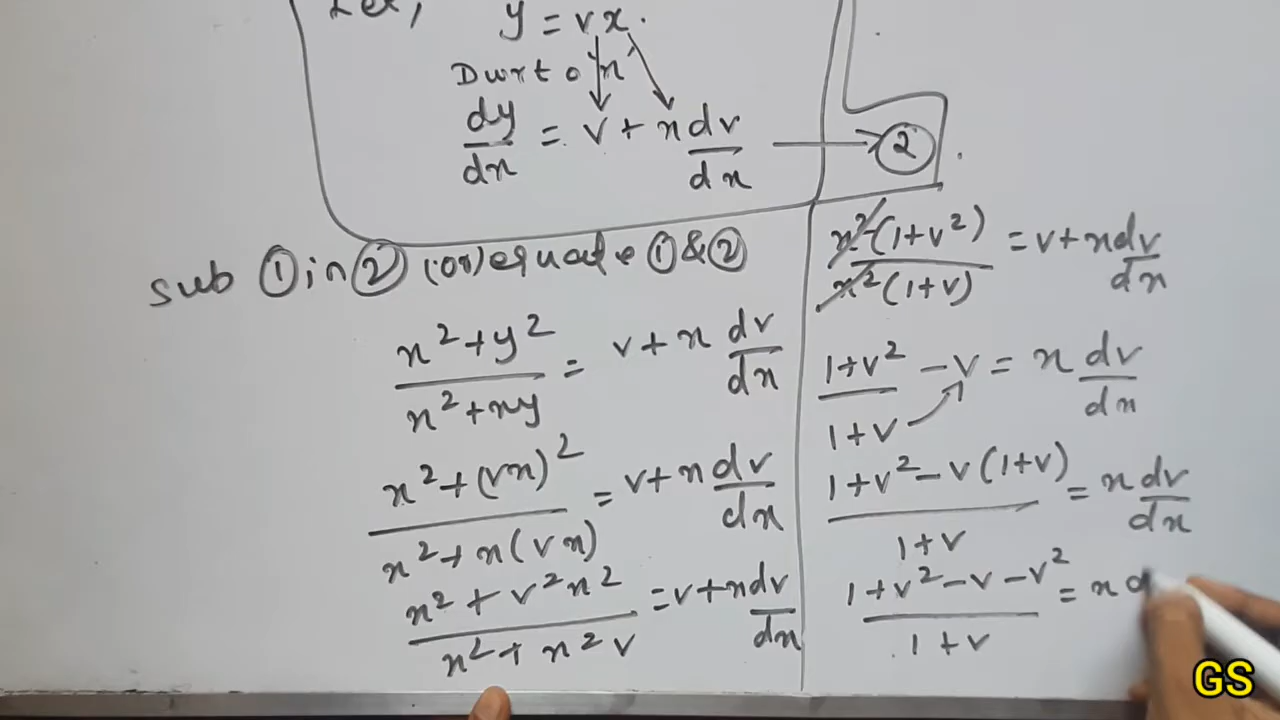 Let,
y = vx.
Dwrto 'x'
dy/dx = v + x dv/dx → ②
sub ① in ② (or) equate ① & ②
x² + y² / x² + xy = v + x dv/dx
x² + (vx)² / x² + x(vx) = v + x dv/dx
x² + v²x² / x² + x²v = v + x dv/dx
x²(1+v²) / x²(1+v) = v + x dv/dx
1+v² / 1+v - v = x dv/dx
1+v² - v(1+v) / 1+v = x dv/dx
1+v² - v - v² / 1+v = x d
GS